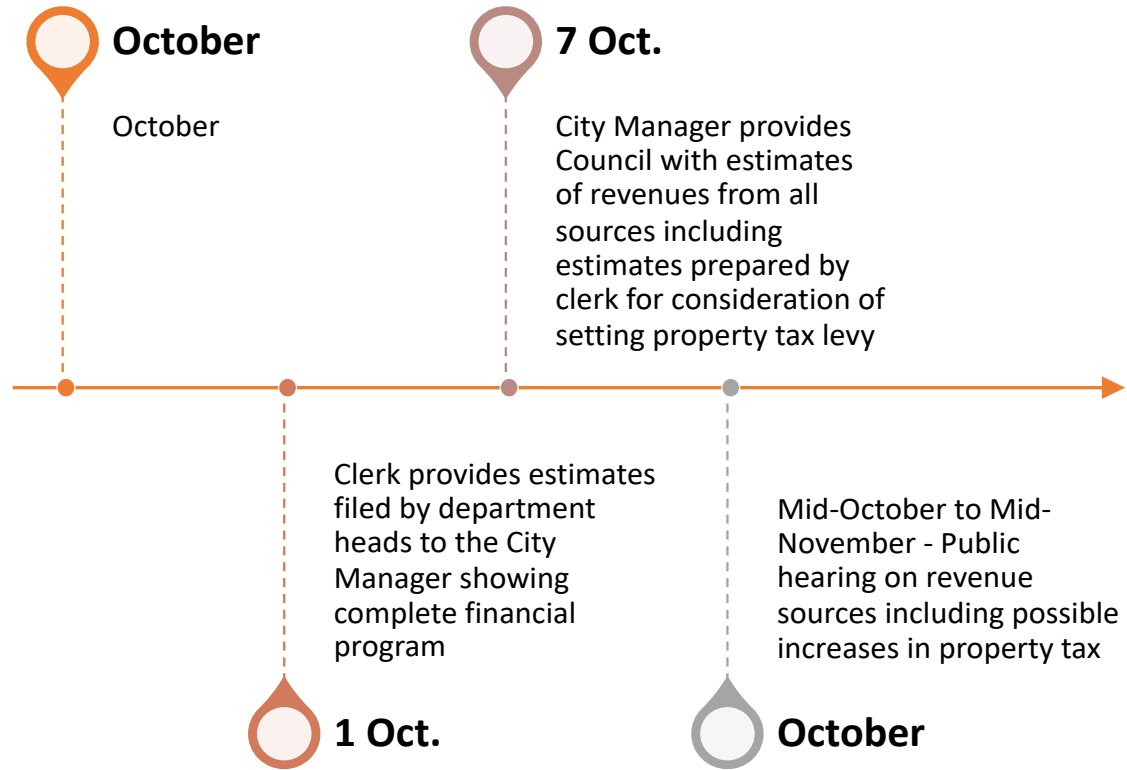 October
October
1 Oct.
Clerk provides estimates
filed by department
heads to the City
Manager showing
complete financial
program
7 Oct.
City Manager provides
Council with estimates
of revenues from all
sources including
estimates prepared by
clerk for consideration of
setting property tax levy
October
Mid-October to Mid-
November - Public
hearing on revenue
sources including possible
increases in property tax